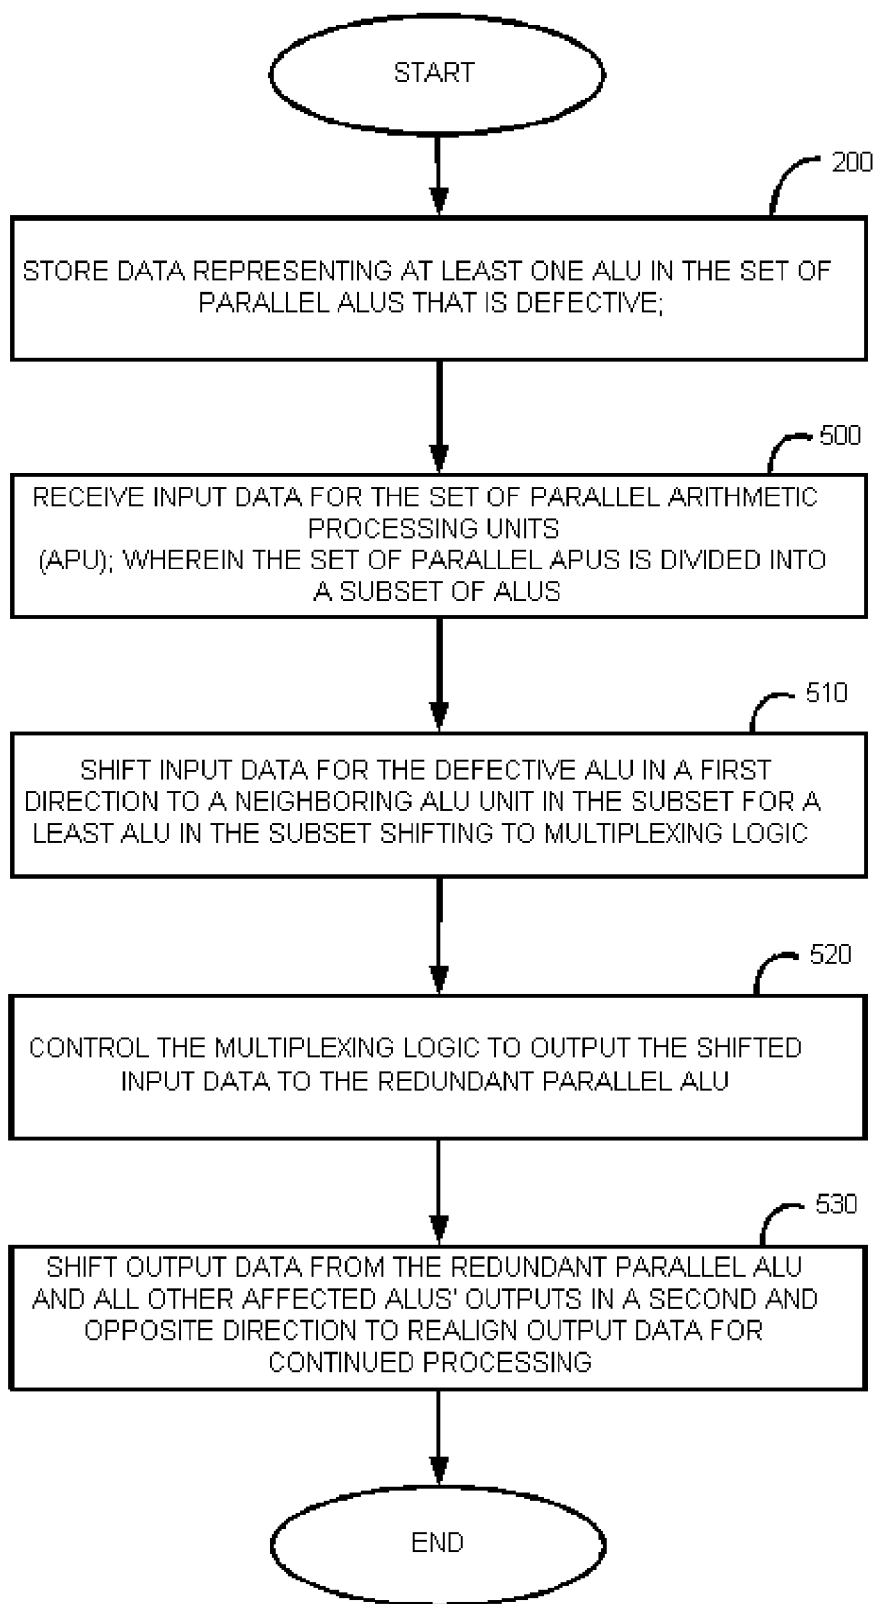 START
200
STORE DATA REPRESENTING AT LEAST ONE ALU IN THE SET OF
PARALLEL ALUS THAT IS DEFECTIVE;
500
RECEIVE INPUT DATA FOR THE SET OF PARALLEL ARITHMETIC
PROCESSING UNITS
(APU); WHEREIN THE SET OF PARALLEL APUS IS DIVIDED INTO
A SUBSET OF ALUS
510
SHIFT INPUT DATA FOR THE DEFECTIVE ALU IN A FIRST
DIRECTION TO A NEIGHBORING ALU UNIT IN THE SUBSET FOR A
LEAST ALU IN THE SUBSET SHIFTING TO MULTIPLEXING LOGIC
520
CONTROL THE MULTIPLEXING LOGIC TO OUTPUT THE SHIFTED
INPUT DATA TO THE REDUNDANT PARALLEL ALU
530
SHIFT OUTPUT DATA FROM THE REDUNDANT PARALLEL ALU
AND ALL OTHER AFFECTED ALUS' OUTPUTS IN A SECOND AND
OPPOSITE DIRECTION TO REALIGN OUTPUT DATA FOR
CONTINUED PROCESSING
END